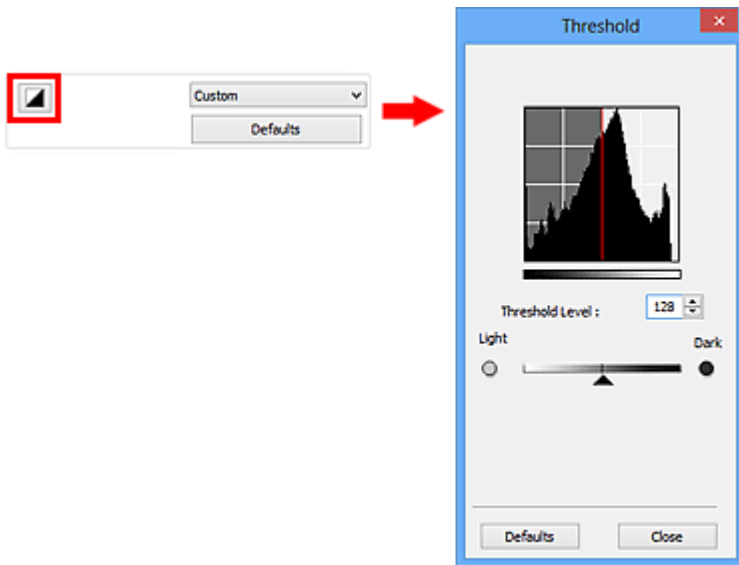 Custom
Defaults
Threshold
Threshold Level :
128
Light
Dark
Defaults
Close